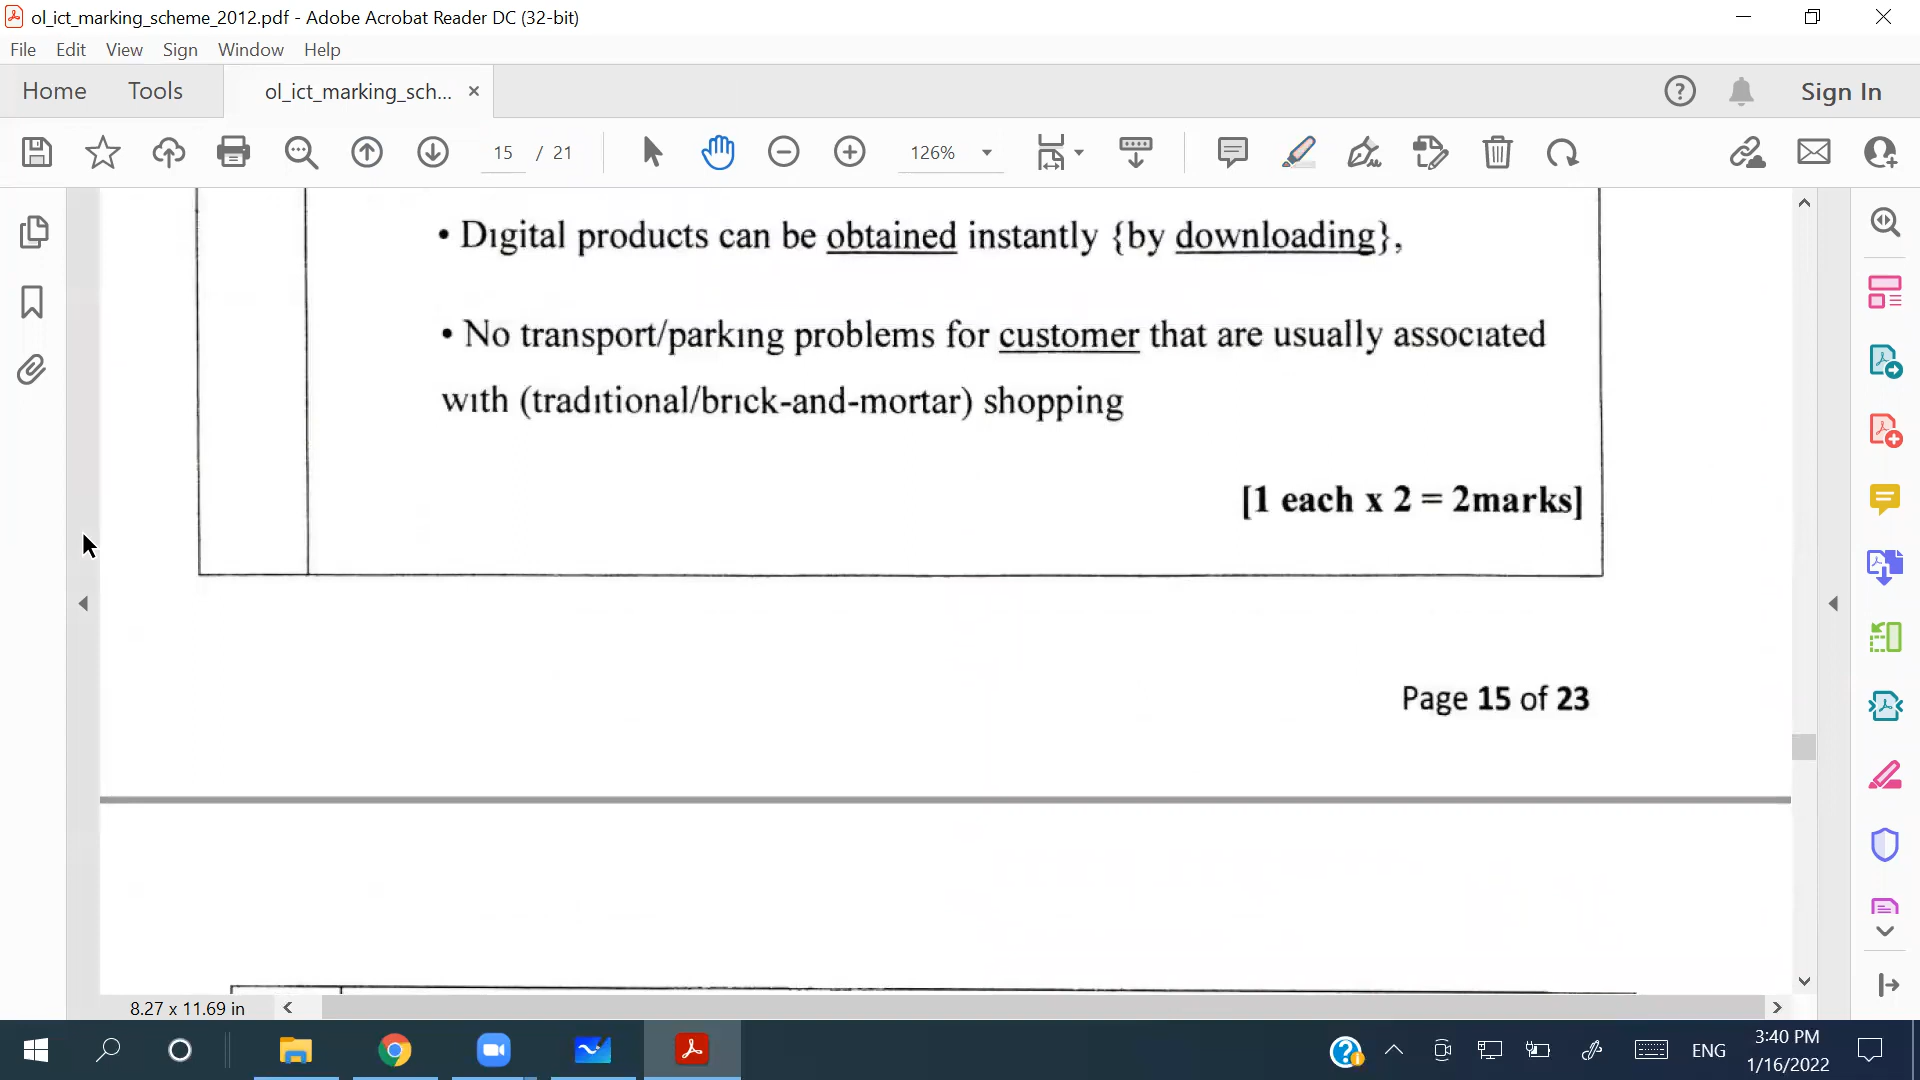 ol_ict_marking_scheme_2012.pdf - Adobe Acrobat Reader DC (32-bit)
File Edit View Sign Window Help
Home Tools ol_ict_marking_sch... Sign In
15 / 21 126%
• Digital products can be obtained instantly {by downloading},
• No transport/parking problems for customer that are usually associated
with (traditional/brick-and-mortar) shopping
[1 each x 2 = 2marks]
Page 15 of 23
8.27 x 11.69 in
ENG
3:40 PM
1/16/2022